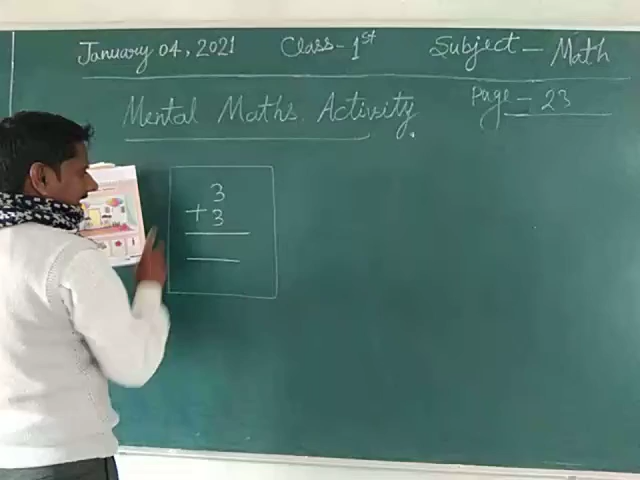 January 04, 2021 Class - 1st Subject - Math
Mental Maths Activity Page - 23
3
+ 3